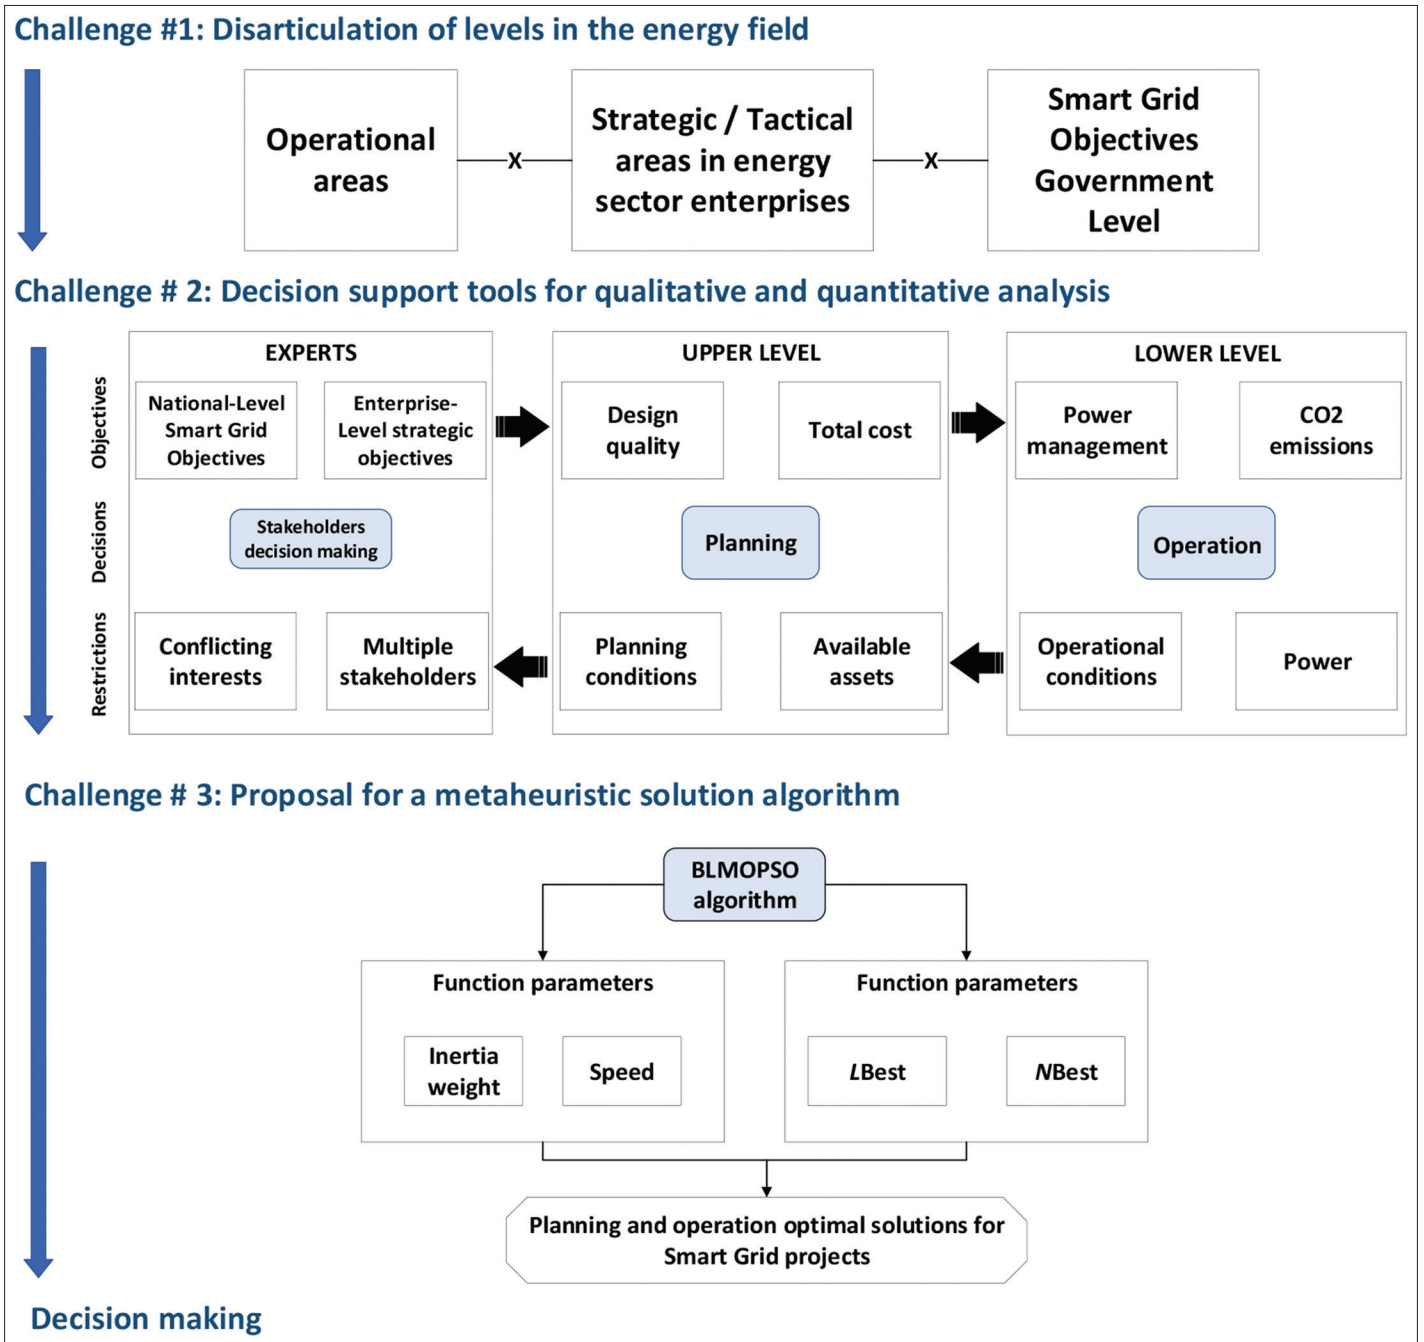 Challenge #1: Disarticulation of levels in the energy field
Operational
areas
X
Strategic / Tactical
areas in energy
sector enterprises
X
Smart Grid
Objectives
Government
Level
Challenge # 2: Decision support tools for qualitative and quantitative analysis
Objectives
Decisions
Restrictions
EXPERTS
National-Level
Smart Grid
Objectives
Enterprise-
Level strategic
objectives
Stakeholders
decision making
Conflicting
interests
Multiple
stakeholders
UPPER LEVEL
Design
quality
Total cost
Planning
Planning
conditions
Available
assets
LOWER LEVEL
Power
management
CO2
emissions
Operation
Operational
conditions
Power
Challenge # 3: Proposal for a metaheuristic solution algorithm
BLMOPSO
algorithm
Function parameters
Inertia
weight
Speed
Function parameters
LBest
NBest
Planning and operation optimal solutions for
Smart Grid projects
Decision making